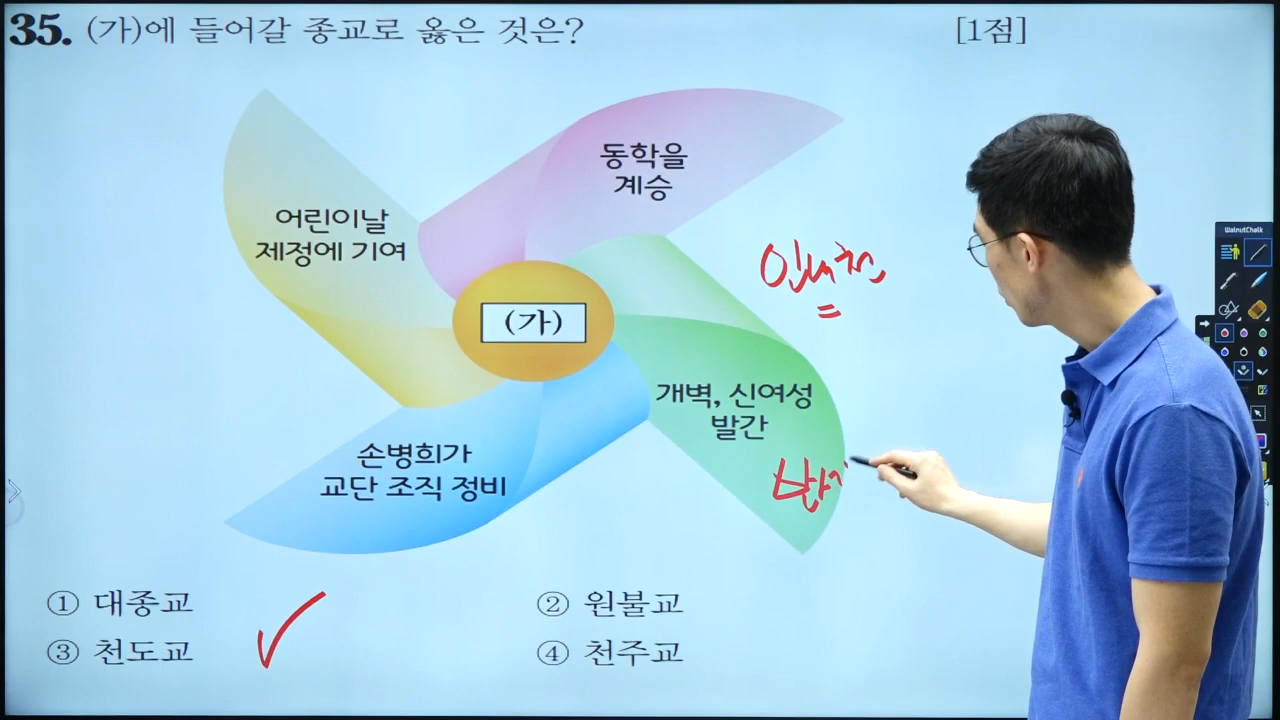 35. (가)에 들어갈 종교로 옳은 것은? [1점]
동학을
계승
어린이날
제정에 기여
인내천
(가)
개벽, 신여성
발간
손병희가
교단 조직 정비
① 대종교
② 원불교
③ 천도교
④ 천주교
WalnutChalk